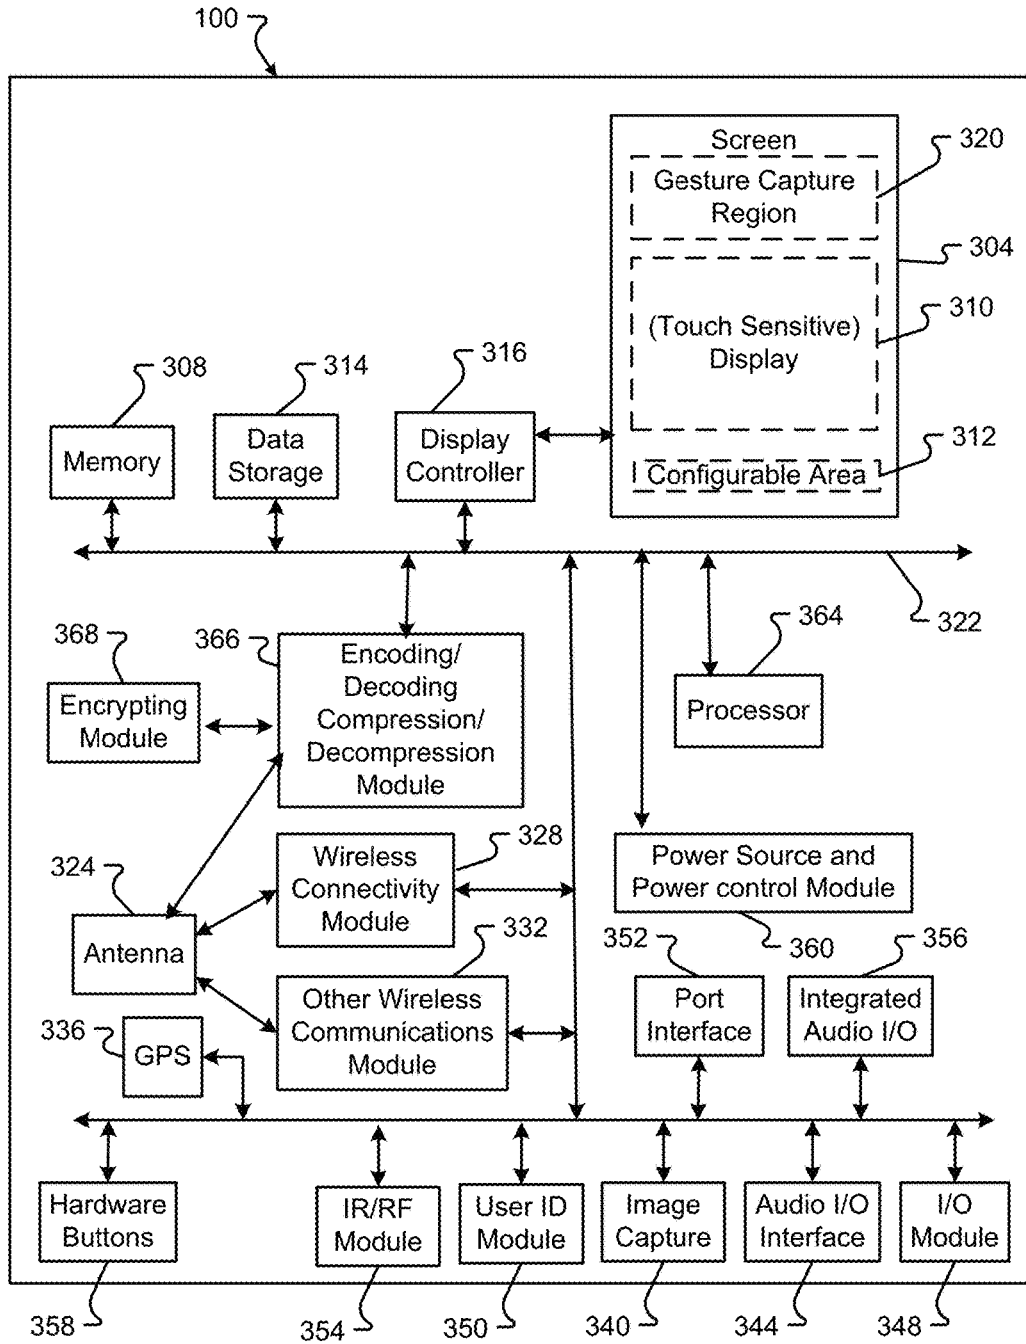 100
Screen
320
Gesture Capture
Region
304
310
(Touch Sensitive)
Display
308
314
316
312
Memory
Data
Storage
Display
Controller
Configurable Area
322
368
366
364
Encrypting
Module
Encoding/
Decoding
Compression/
Decompression
Module
Processor
324
328
Wireless
Connectivity
Module
Power Source and
Power control Module
Antenna
332
352
360
356
Other Wireless
Communications
Module
Port
Interface
Integrated
Audio I/O
336
GPS
Hardware
Buttons
IR/RF
Module
User ID
Module
Image
Capture
Audio I/O
Interface
I/O
Module
358
354
350
340
344
348